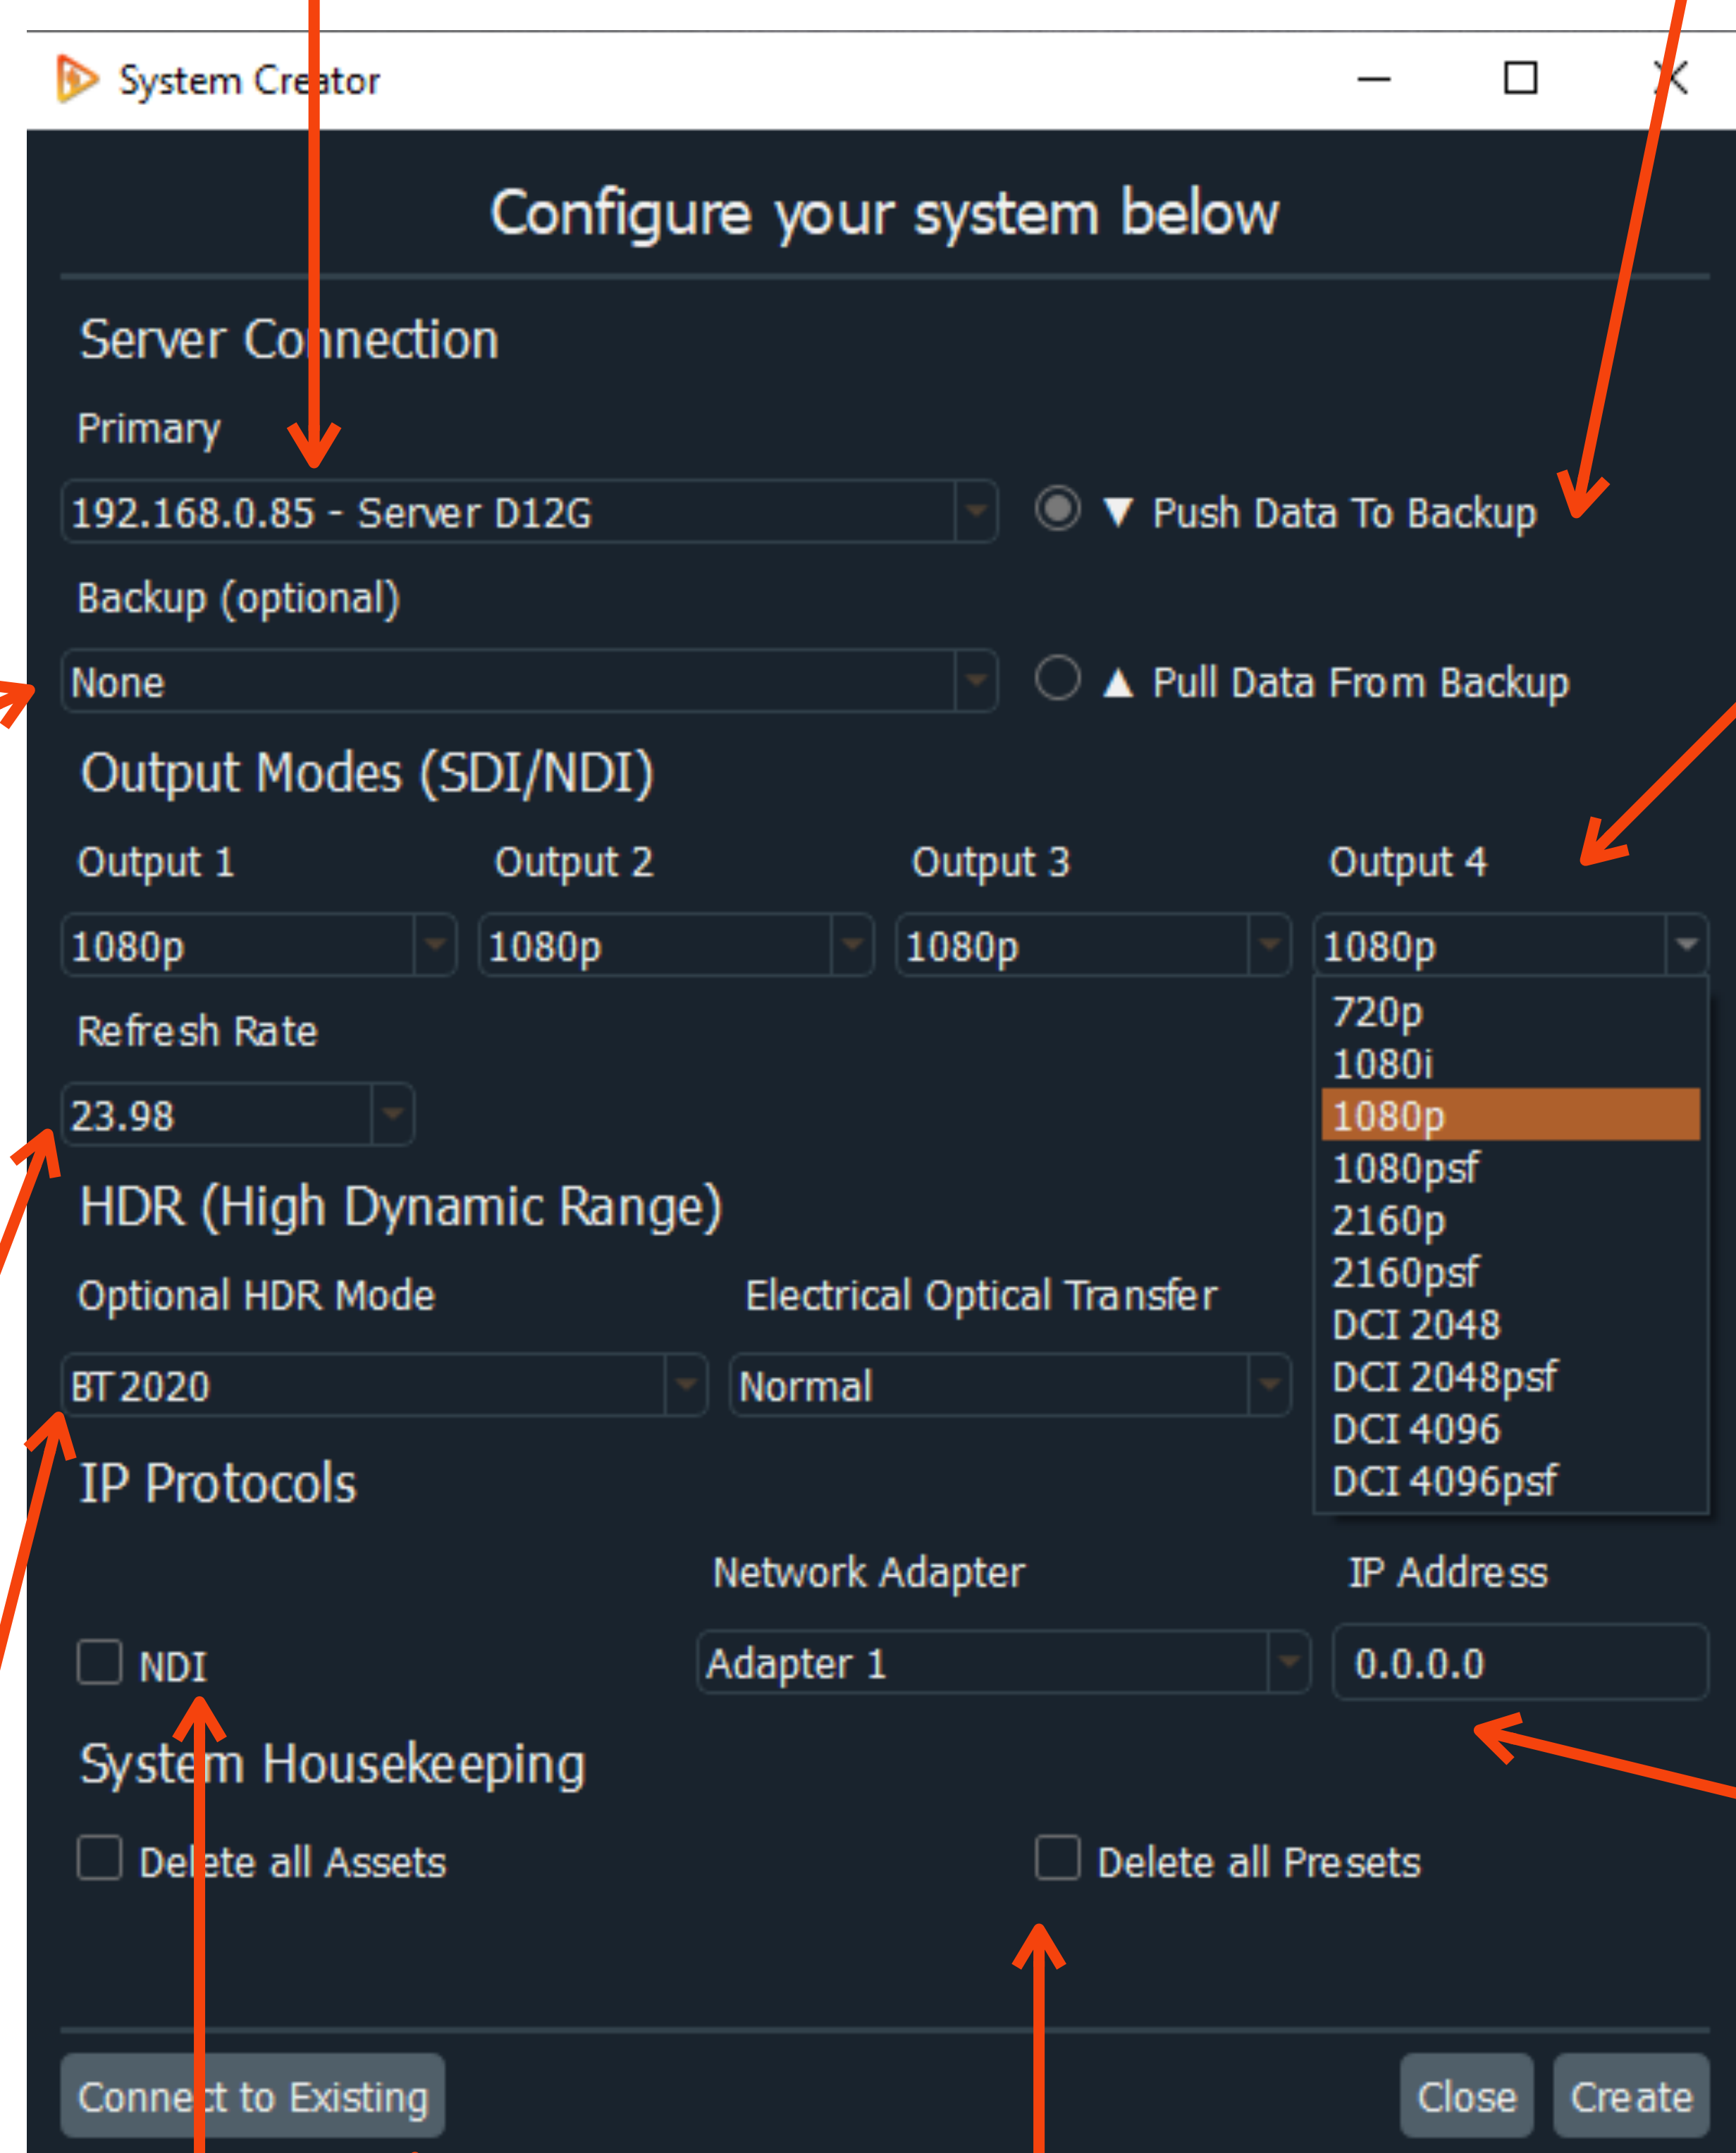 System Creator
Configure your system below
Server Connection
Primary
192.168.0.85 - Server D12G
▼ Push Data To Backup
Backup (optional)
None
▲ Pull Data From Backup
Output Modes (SDI/NDI)
Output 1 Output 2 Output 3 Output 4
1080p 1080p 1080p 1080p
720p
1080i
1080p
1080psf
2160p
2160psf
DCI 2048
DCI 2048psf
DCI 4096
DCI 4096psf
Refresh Rate
23.98
HDR (High Dynamic Range)
Optional HDR Mode Electrical Optical Transfer
BT2020 Normal
IP Protocols
Network Adapter IP Address
NDI Adapter 1 0.0.0.0
System Housekeeping
Delete all Assets Delete all Presets
Connect to Existing Close Create